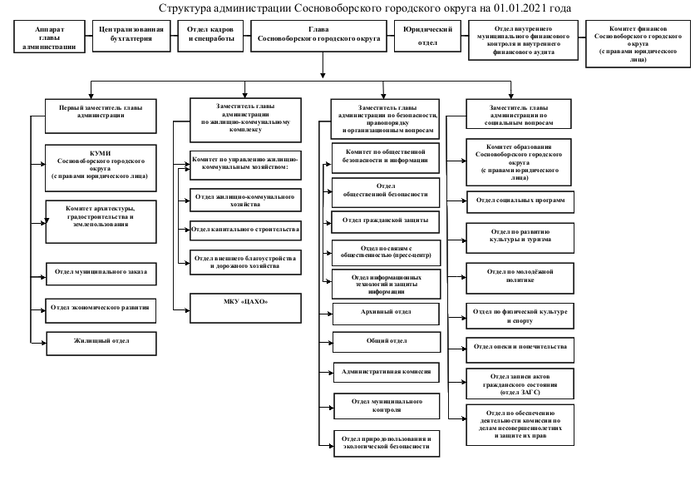 Структура администрации Сосновоборского городского округа на 01.01.2021 года
Аппарат
главы
администрации
Централизованная
бухгалтерия
Отдел кадров
и спецработы
Глава
Сосновоборского городского округа
Юридический
отдел
Отдел внутреннего
муниципального финансового
контроля и внутреннего
финансового аудита
Комитет финансов
Сосновоборского городского
округа
(с правами юридического
лица)
Первый заместитель главы
администрации
КУМИ
Сосновоборского городского
округа
(с правами юридического лица)
Комитет архитектуры,
градостроительства и
землепользования
Отдел муниципального заказа
Отдел экономического развития
Жилищный отдел
Заместитель главы
администрации
по жилищно-коммунальному
комплексу
Комитет по управлению жилищно-
коммунальным хозяйством:
Отдел жилищно-коммунального
хозяйства
Отдел капитального строительства
Отдел внешнего благоустройства
и дорожного хозяйства
МКУ «ЦАХО»
Заместитель главы
администрации по безопасности,
правопорядку
и организационным вопросам
Комитет по общественной
безопасности и информации
Отдел
общественной безопасности
Отдел гражданской защиты
Отдел по связям с
общественностью (пресс-центр)
Отдел информационных
технологий и защиты
информации
Архивный отдел
Общий отдел
Административная комиссия
Отдел муниципального
контроля
Отдел природопользования и
экологической безопасности
Заместитель главы
администрации по
социальным вопросам
Комитет образования
Сосновоборского городского
округа
(с правами юридического
лица)
Отдел социальных программ
Отдел по развитию
культуры и туризма
Отдел по молодёжной
политике
Отдел по физической культуре
и спорту
Отдел опеки и попечительства
Отдел записи актов
гражданского состояния
(отдел ЗАГС)
Отдел по обеспечению
деятельности комиссии по
делам несовершеннолетних
и защите их прав